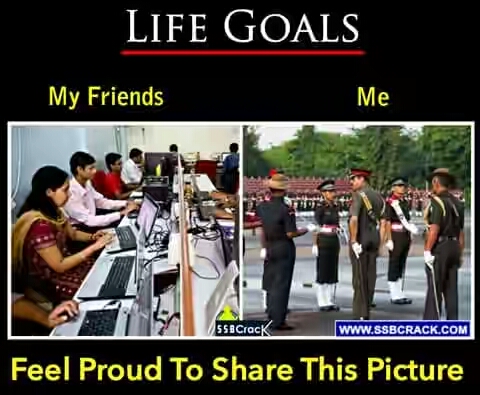 LIFE GOALS
My Friends
Me
SSBCrack
WWW.SSBCRACK.COM
Feel Proud To Share This Picture